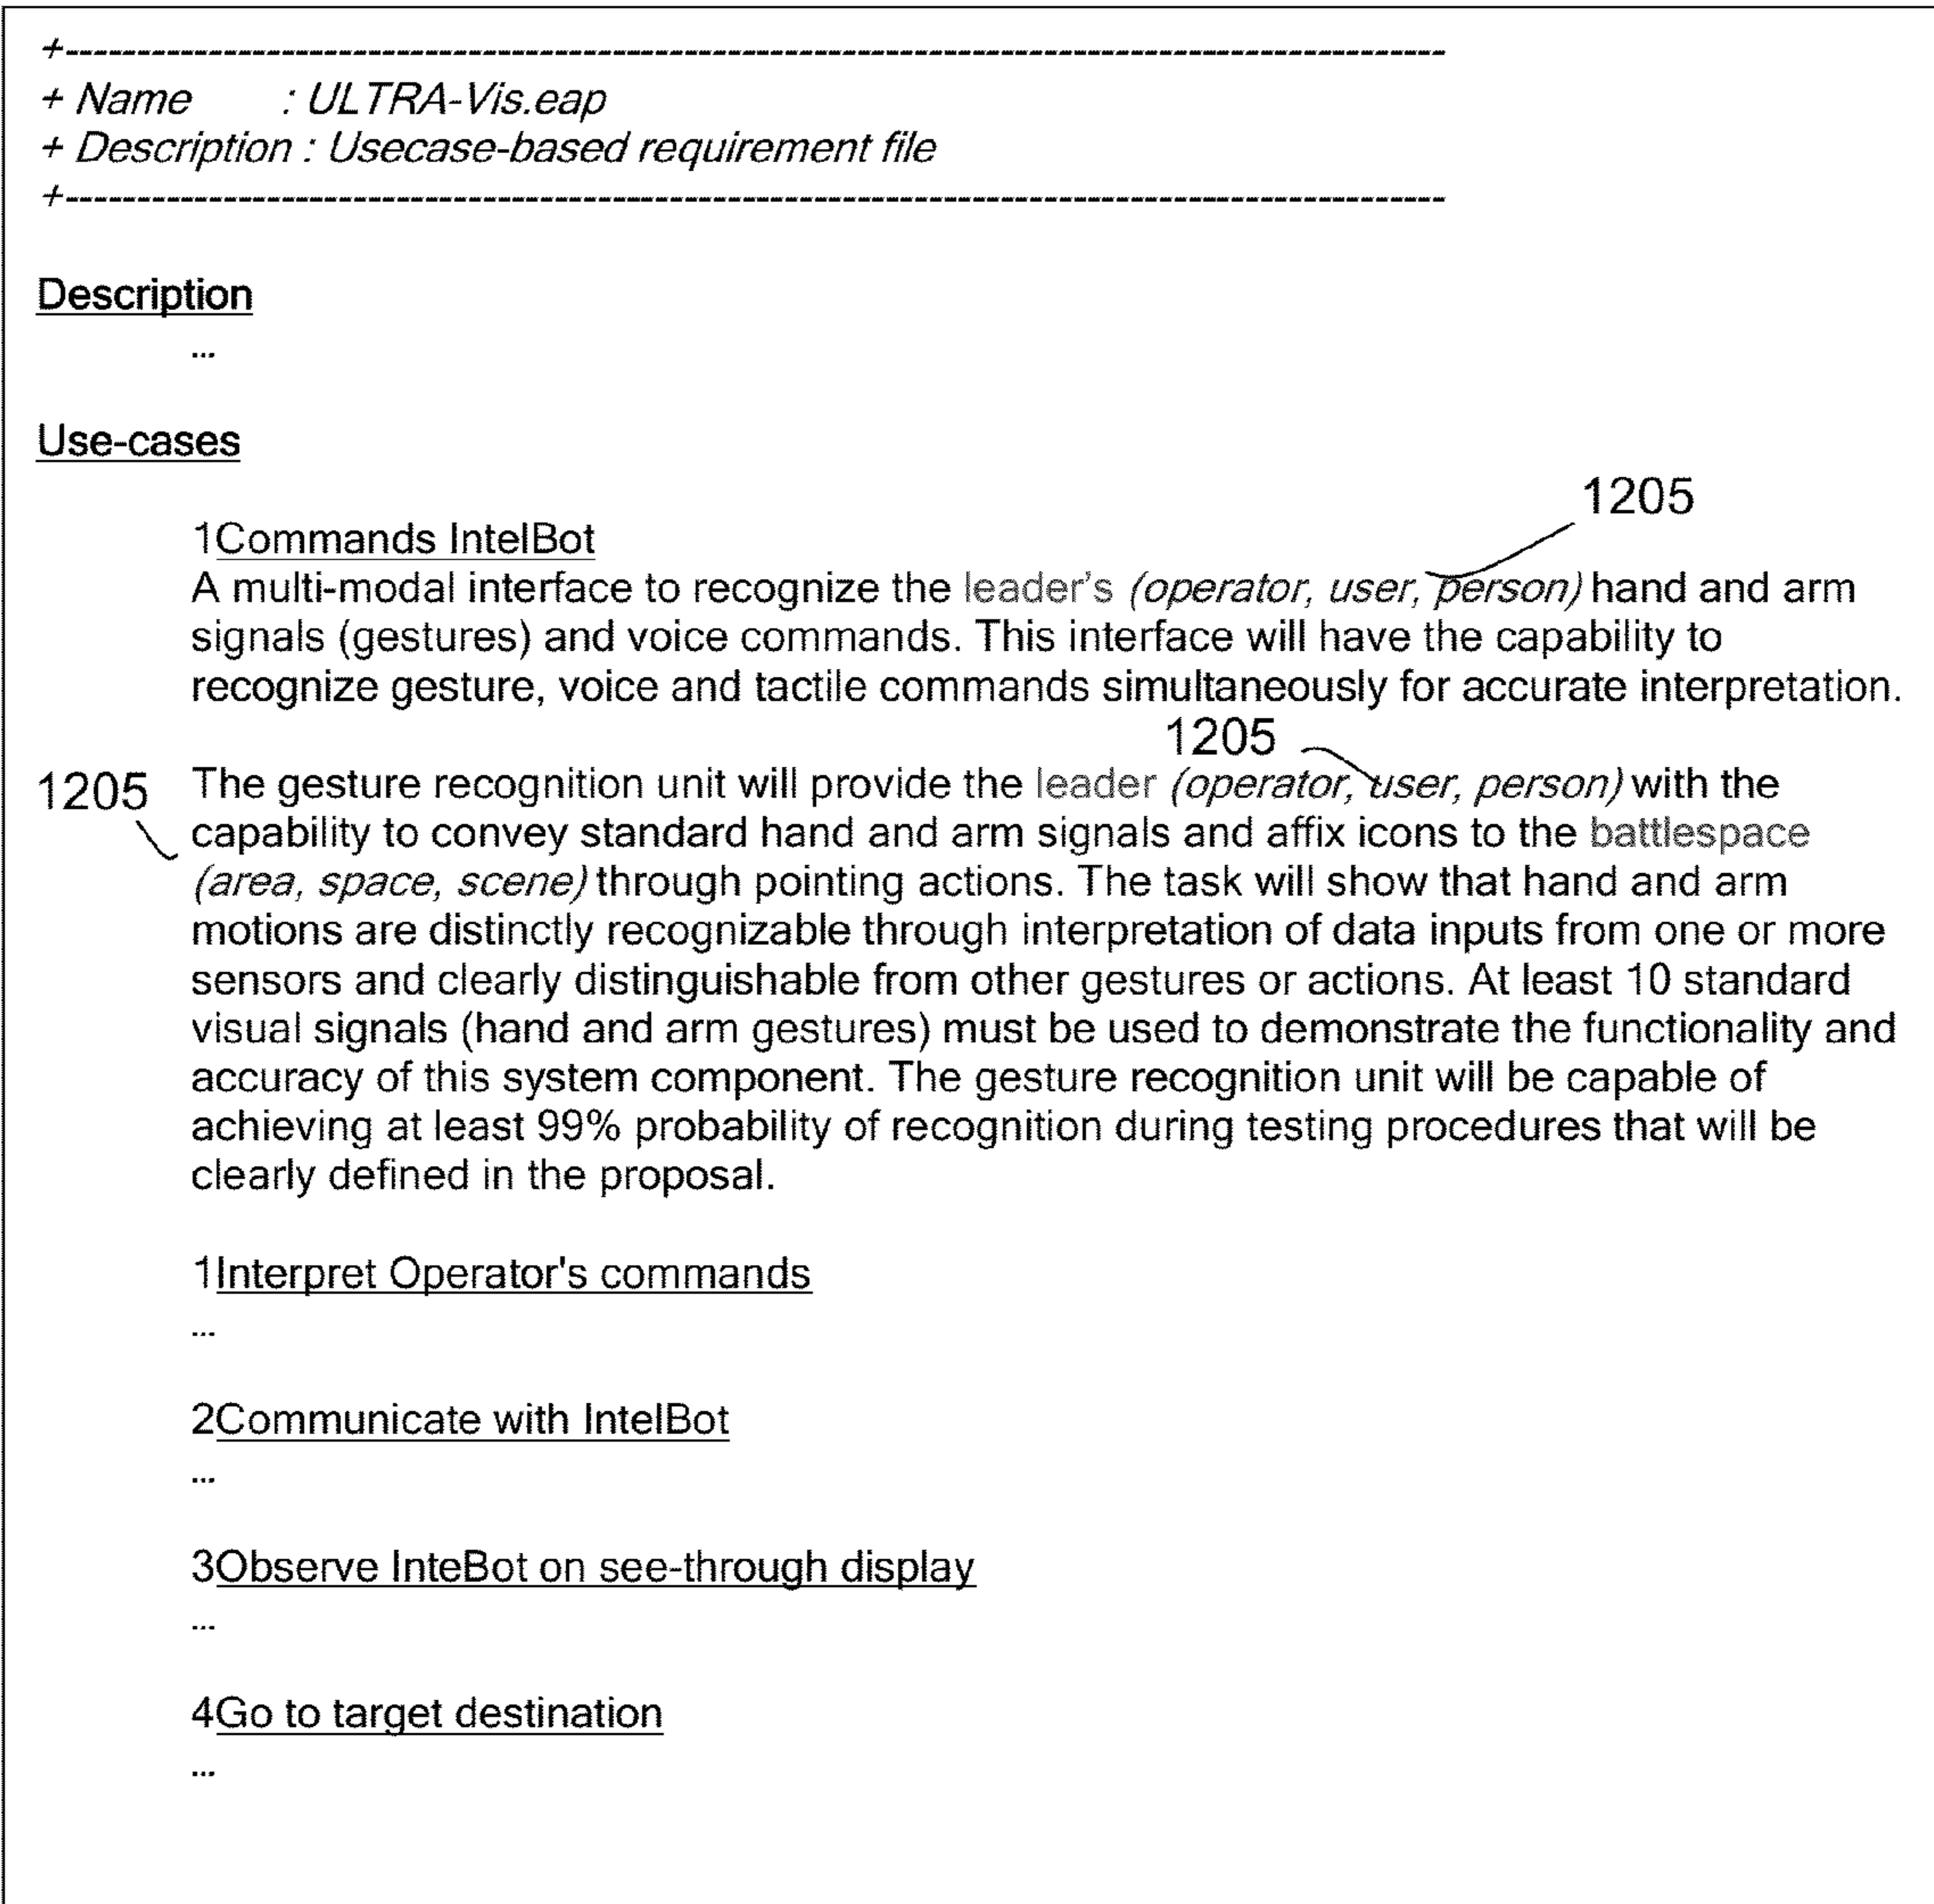 +------------------------------------------------------------------------------------------------
+ Name : ULTRA-Vis.eap
+ Description : Usecase-based requirement file
+------------------------------------------------------------------------------------------------
Description
...
Use-cases
1205
1Commands IntelBot
A multi-modal interface to recognize the leader's (operator, user, person) hand and arm
signals (gestures) and voice commands. This interface will have the capability to
recognize gesture, voice and tactile commands simultaneously for accurate interpretation.
1205
1205 The gesture recognition unit will provide the leader (operator, user, person) with the
capability to convey standard hand and arm signals and affix icons to the battlespace
(area, space, scene) through pointing actions. The task will show that hand and arm
motions are distinctly recognizable through interpretation of data inputs from one or more
sensors and clearly distinguishable from other gestures or actions. At least 10 standard
visual signals (hand and arm gestures) must be used to demonstrate the functionality and
accuracy of this system component. The gesture recognition unit will be capable of
achieving at least 99% probability of recognition during testing procedures that will be
clearly defined in the proposal.
1Interpret Operator's commands
...
2Communicate with IntelBot
...
3Observe InteBot on see-through display
...
4Go to target destination
...